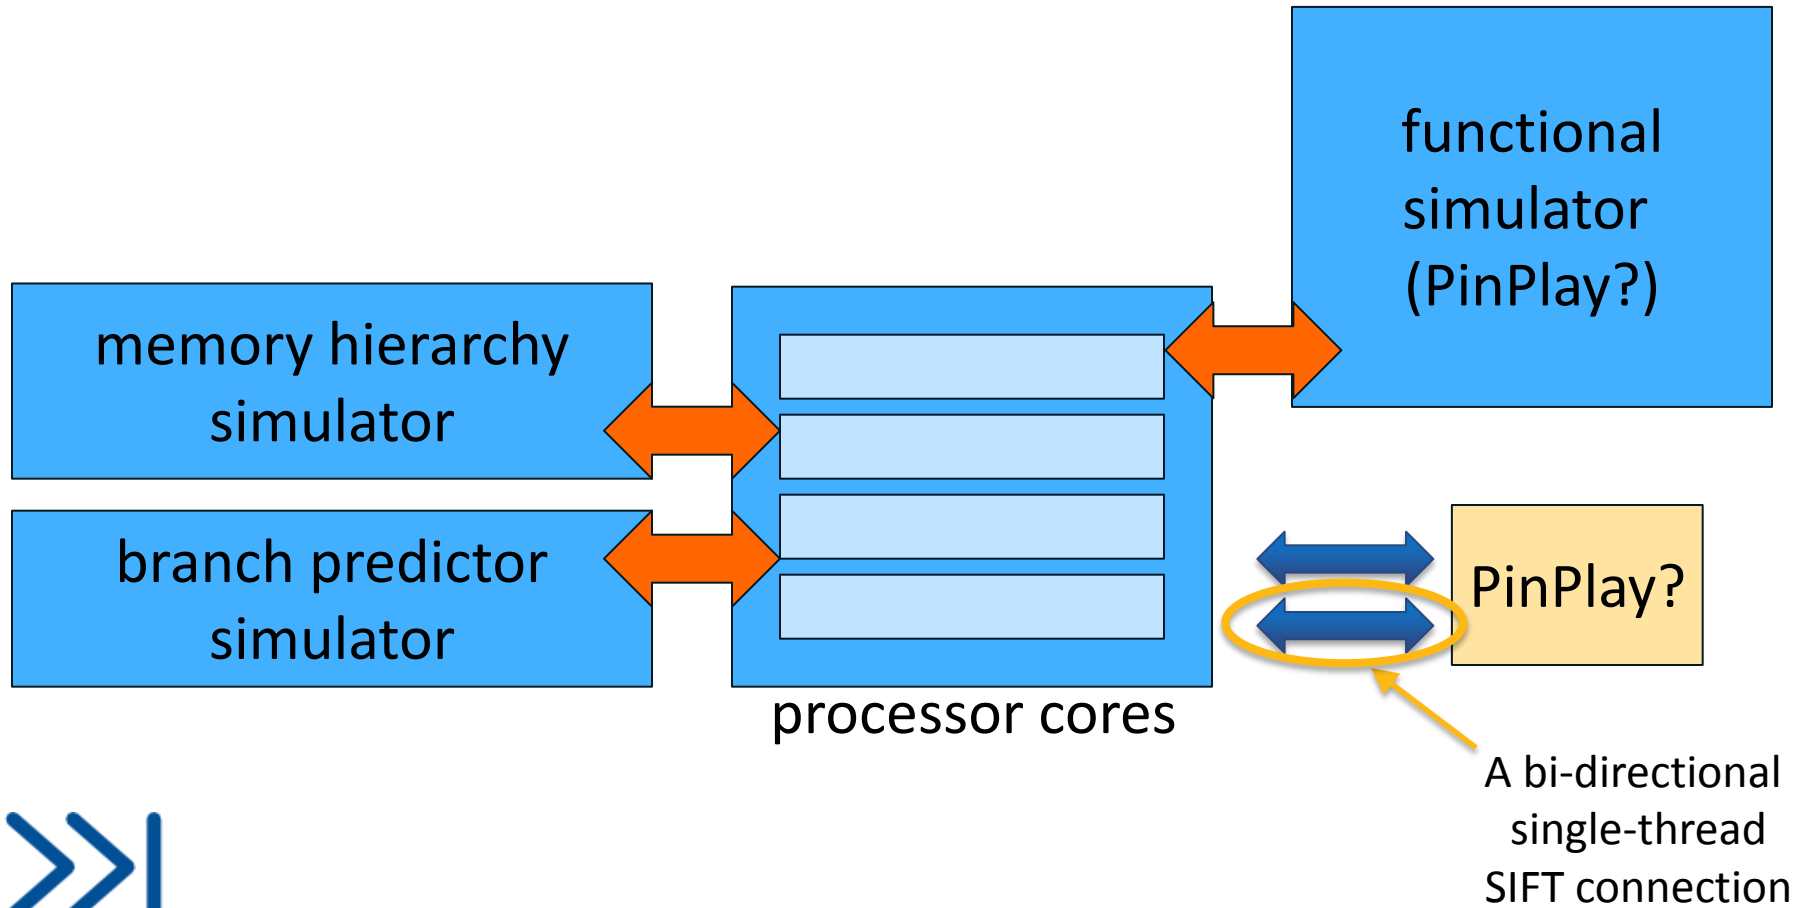 functional
simulator
(PinPlay?)
memory hierarchy
simulator
branch predictor
simulator
PinPlay?
processor cores
A bi-directional
single-thread
SIFT connection